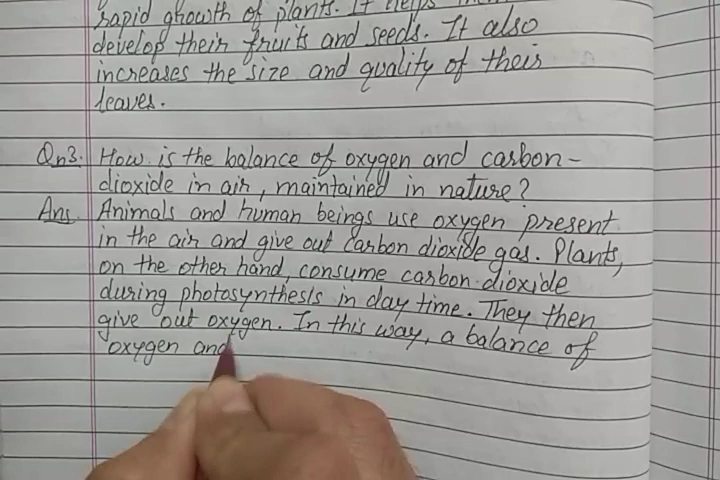 rapid growth of plants. It helps them
develop their fruits and seeds. It also
increases the size and quality of their
leaves.
Qn3. How is the balance of oxygen and carbon-
dioxide in air, maintained in nature?
Ans. Animals and human beings use oxygen present
in the air and give out carbon dioxide gas. Plants,
on the other hand, consume carbon dioxide
during photosynthesis in day time. They then
give out oxygen. In this way, a balance of
oxygen and